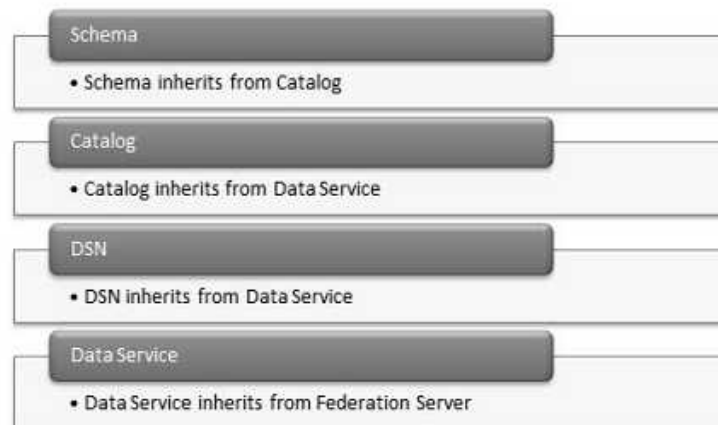 Schema
• Schema inherits from Catalog
Catalog
• Catalog inherits from Data Service
DSN
• DSN inherits from Data Service
Data Service
• Data Service inherits from Federation Server